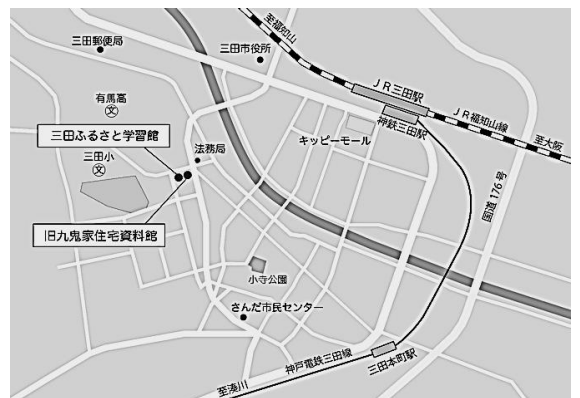 至福知山
三田郵便局
三田市役所
JR三田駅
有馬高
文
JR福知山線
神鉄三田駅
至大阪
三田ふるさと学習館
キッピーモール
法務局
三田小
文
国道176号
旧九鬼家住宅資料館
小寺公園
さんだ市民センター
神戸電鉄三田線
三田本町駅
至湊川